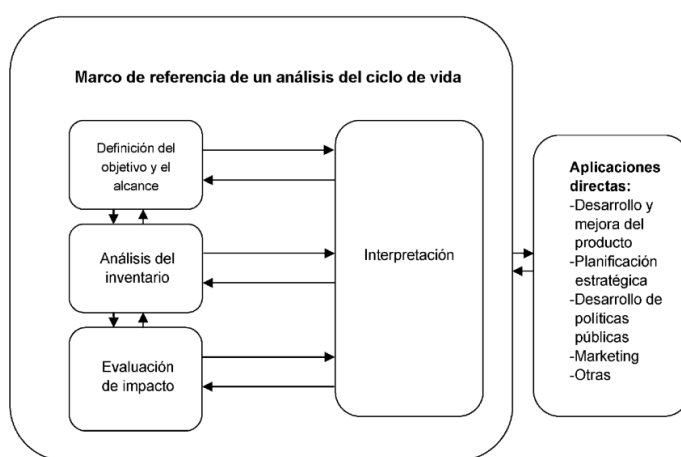 Marco de referencia de un análisis del ciclo de vida
Definición del
objetivo y el
alcance
Análisis del
inventario
Evaluación
de impacto
Interpretación
Aplicaciones
directas:
-Desarrollo y
mejora del
producto
-Planificación
estratégica
-Desarrollo de
políticas
públicas
-Marketing
-Otras